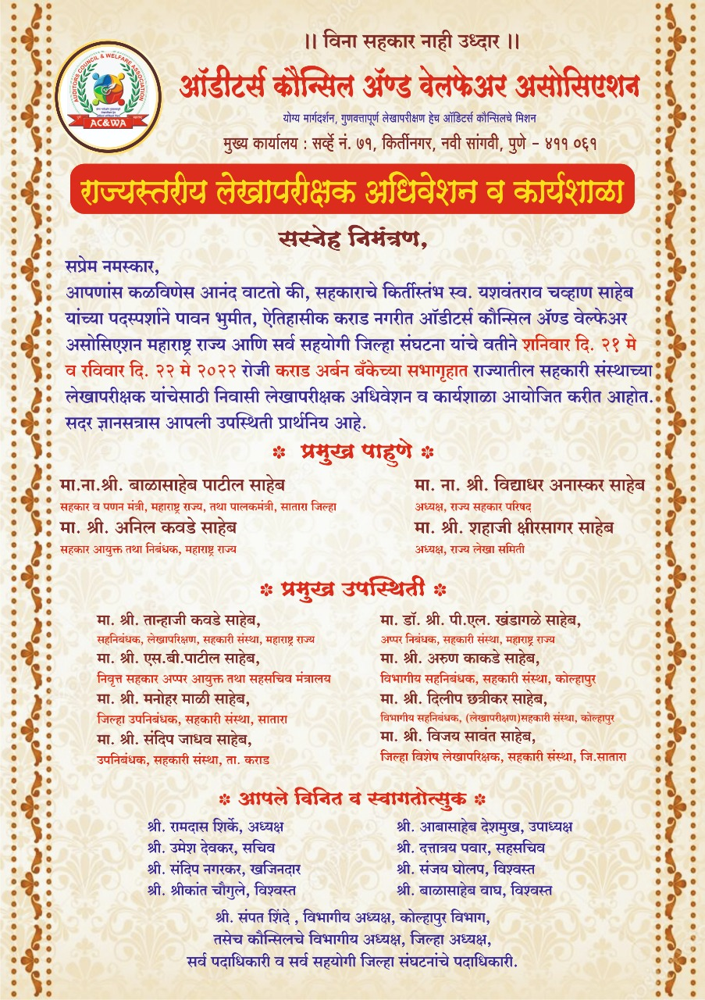 || विना सहकार नाही उध्दार ||
AUDITORS COUNCIL & WELFARE ASSOCIATION
AC&WA
ऑडीटर्स कौन्सिल ॲण्ड वेलफेअर असोसिएशन
योग्य मार्गदर्शन, गुणवत्तापूर्ण लेखापरीक्षण हेच ऑडिटर्स कौन्सिलचे मिशन
मुख्य कार्यालय : सर्व्हे नं. ७१, किर्तीनगर, नवी सांगवी, पुणे - ४११ ०६१
राज्यस्तरीय लेखापरीक्षक अधिवेशन व कार्यशाळा
सस्नेह निमंत्रण,
सप्रेम नमस्कार,
आपणांस कळविणेस आनंद वाटतो की, सहकाराचे किर्तीस्तंभ स्व. यशवंतराव चव्हाण साहेब
यांच्या पदस्पर्शाने पावन भुमीत, ऐतिहासीक कराड नगरीत ऑडीटर्स कौन्सिल ॲण्ड वेल्फेअर
असोसिएशन महाराष्ट्र राज्य आणि सर्व सहयोगी जिल्हा संघटना यांचे वतीने शनिवार दि. २१ मे
व रविवार दि. २२ मे २०२२ रोजी कराड अर्बन बँकेच्या सभागृहात राज्यातील सहकारी संस्थाच्या
लेखापरीक्षक यांचेसाठी निवासी लेखापरीक्षक अधिवेशन व कार्यशाळा आयोजित करीत आहोत.
सदर ज्ञानसत्रास आपली उपस्थिती प्रार्थनिय आहे.
✽ प्रमुख पाहुणे ✽
मा.ना.श्री. बाळासाहेब पाटील साहेब
सहकार व पणन मंत्री, महाराष्ट्र राज्य, तथा पालकमंत्री, सातारा जिल्हा
मा. श्री. अनिल कवडे साहेब
सहकार आयुक्त तथा निबंधक, महाराष्ट्र राज्य
मा. ना. श्री. विद्याधर अनास्कर साहेब
अध्यक्ष, राज्य सहकार परिषद
मा. श्री. शहाजी क्षीरसागर साहेब
अध्यक्ष, राज्य लेखा समिती
✽ प्रमुख उपस्थिती ✽
मा. श्री. तान्हाजी कवडे साहेब,
सहनिबंधक, लेखापरिक्षण, सहकारी संस्था, महाराष्ट्र राज्य
मा. श्री. एस.बी.पाटील साहेब,
निवृत्त सहकार अप्पर आयुक्त तथा सहसचिव मंत्रालय
मा. श्री. मनोहर माळी साहेब,
जिल्हा उपनिबंधक, सहकारी संस्था, सातारा
मा. श्री. संदिप जाधव साहेब,
उपनिबंधक, सहकारी संस्था, ता. कराड
मा. डॉ. श्री. पी.एल. खंडागळे साहेब,
अप्पर निबंधक, सहकारी संस्था, महाराष्ट्र राज्य
मा. श्री. अरुण काकडे साहेब,
विभागीय सहनिबंधक, सहकारी संस्था, कोल्हापुर
मा. श्री. दिलीप छत्रीकर साहेब,
विभागीय सहनिबंधक, (लेखापरीक्षण)सहकारी संस्था, कोल्हापुर
मा. श्री. विजय सावंत साहेब,
जिल्हा विशेष लेखापरिक्षक, सहकारी संस्था, जि.सातारा
✽ आपले विनित व स्वागतोत्सुक ✽
श्री. रामदास शिर्के, अध्यक्ष
श्री. उमेश देवकर, सचिव
श्री. संदिप नगरकर, खजिनदार
श्री. श्रीकांत चौगुले, विश्वस्त
श्री. आबासाहेब देशमुख, उपाध्यक्ष
श्री. दत्तात्रय पवार, सहसचिव
श्री. संजय घोलप, विश्वस्त
श्री. बाळासाहेब वाघ, विश्वस्त
श्री. संपत शिंदे , विभागीय अध्यक्ष, कोल्हापुर विभाग,
तसेच कौन्सिलचे विभागीय अध्यक्ष, जिल्हा अध्यक्ष,
सर्व पदाधिकारी व सर्व सहयोगी जिल्हा संघटनांचे पदाधिकारी.